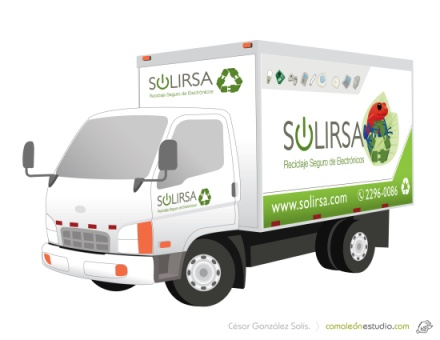 SOLIRSA
Reciclaje Seguro de Electrónicos
SOLIRSA
Reciclaje Seguro de Electrónicos
www.solirsa.com 2296-0086
SOLIRSA
Reciclaje Seguro de Electrónicos
César González Solís. camaleónestudio.com